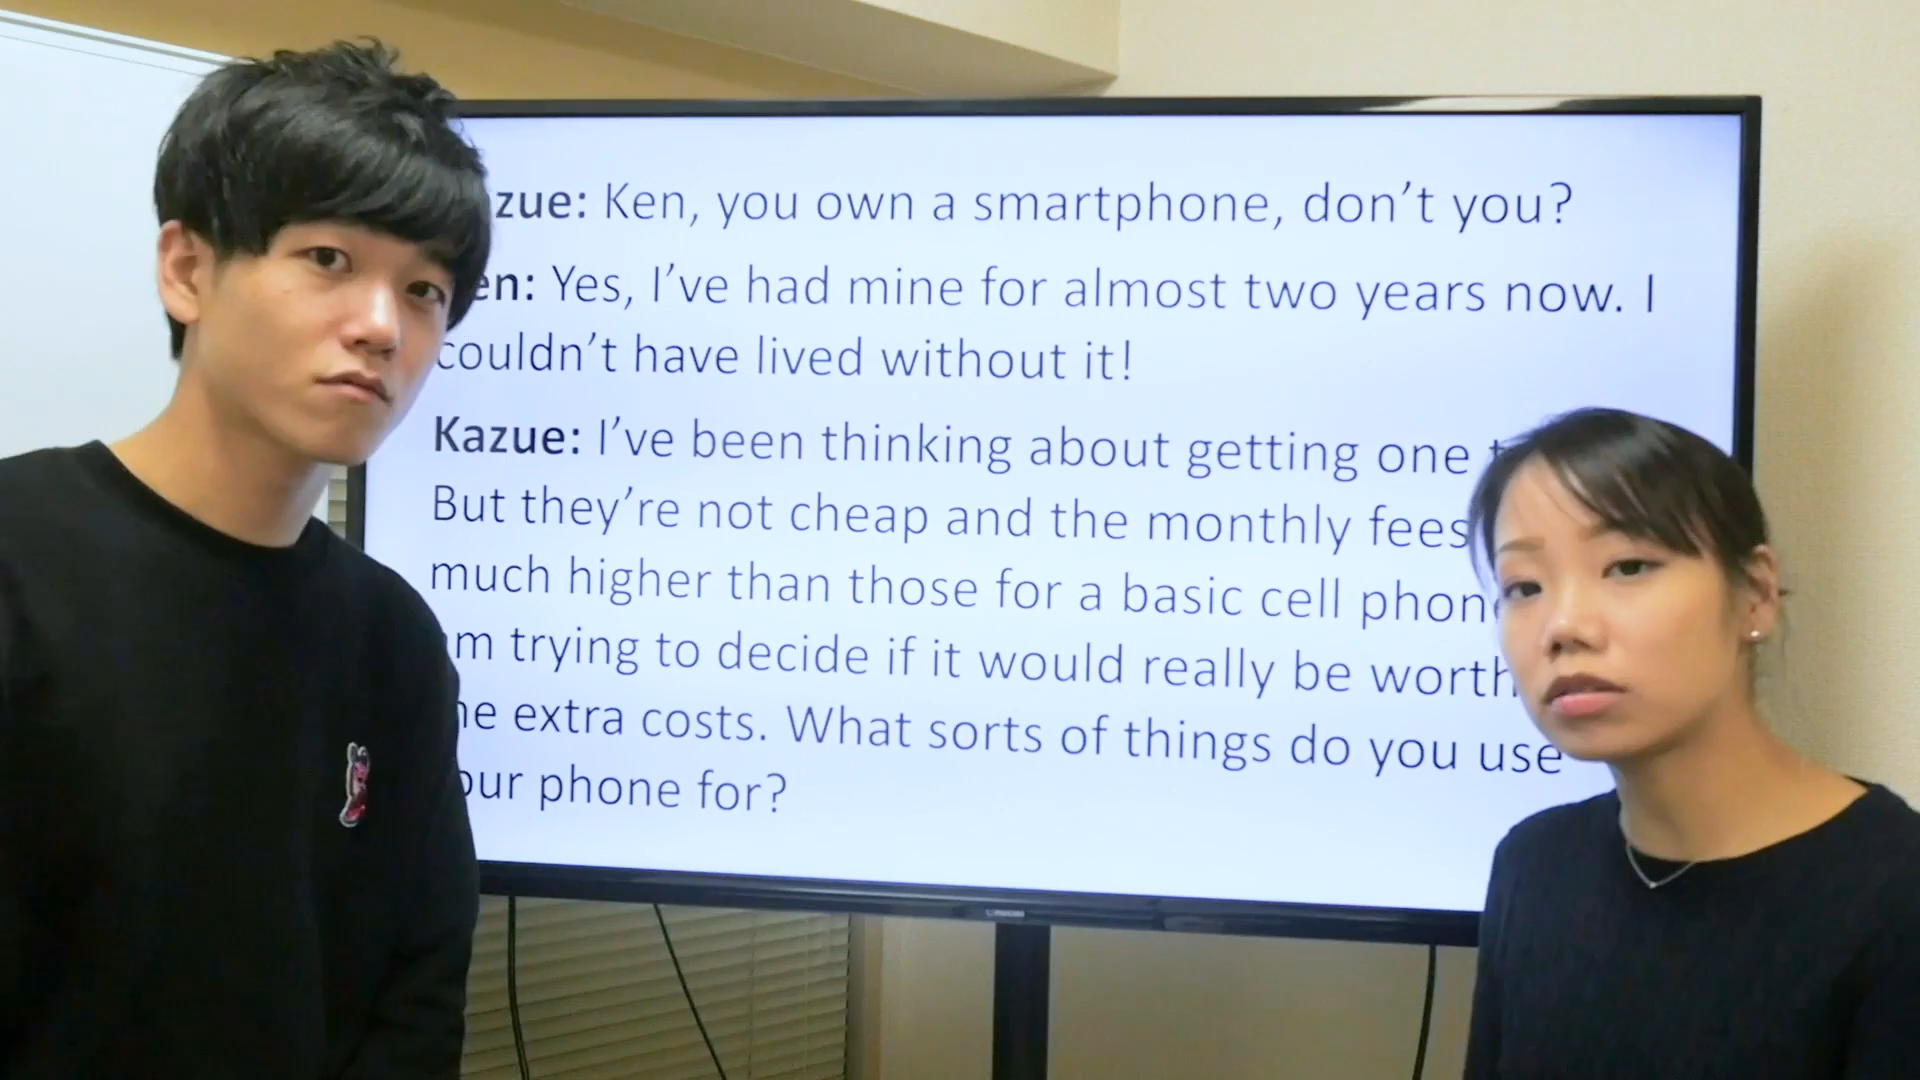 zue: Ken, you own a smartphone, don't you?
en: Yes, I've had mine for almost two years now. I
couldn't have lived without it!
Kazue: I've been thinking about getting one
But they're not cheap and the monthly fees
much higher than those for a basic cell phon
m trying to decide if it would really be worth
he extra costs. What sorts of things do you use
our phone for?